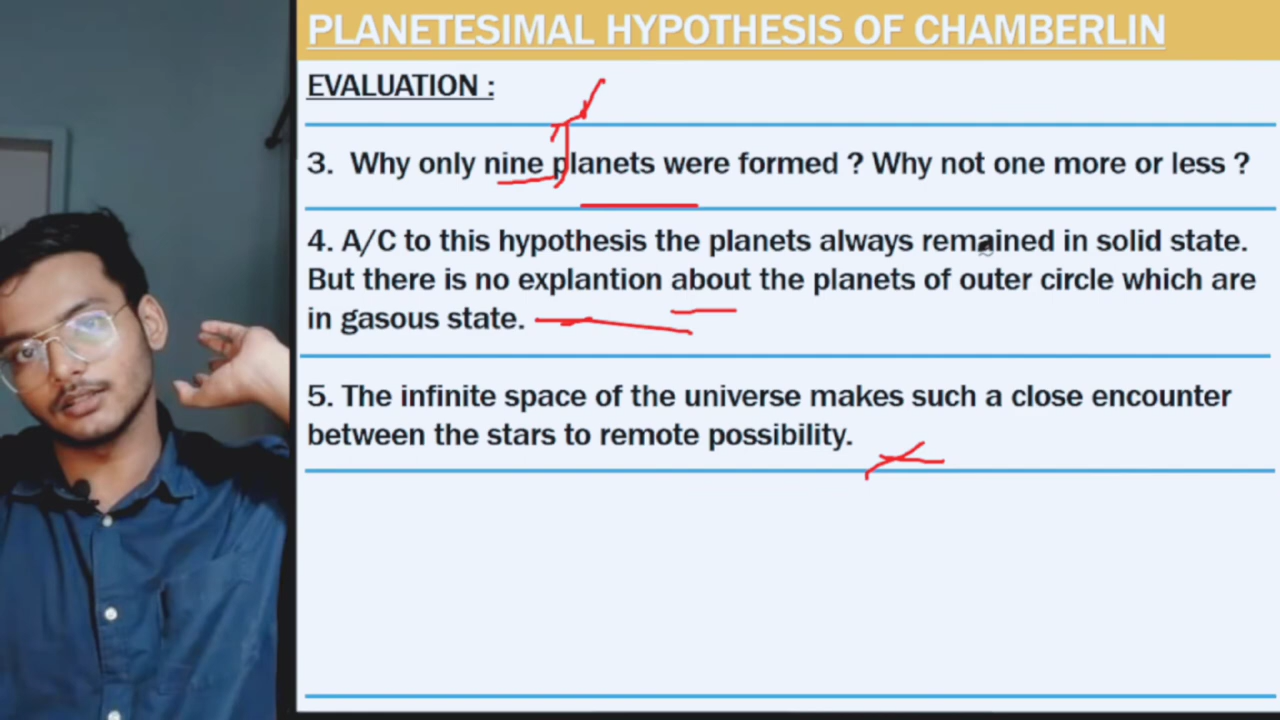 PLANETESIMAL HYPOTHESIS OF CHAMBERLIN
EVALUATION :
3. Why only nine planets were formed ? Why not one more or less ?
4. A/C to this hypothesis the planets always remained in solid state.
But there is no explantion about the planets of outer circle which are
in gasous state.
5. The infinite space of the universe makes such a close encounter
between the stars to remote possibility.